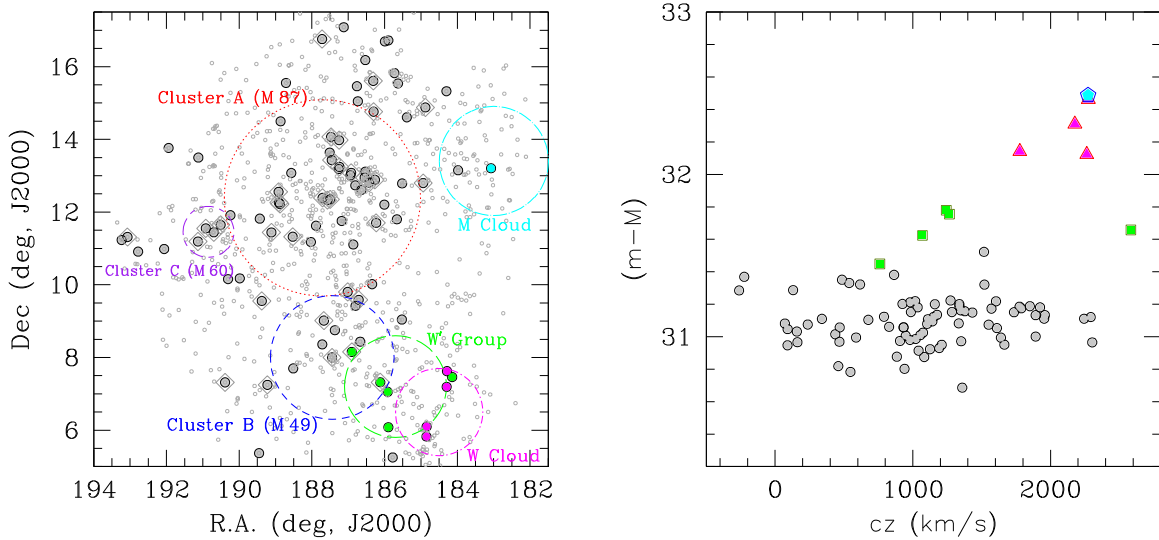 Cluster A (M 87)
M Cloud
Cluster C (M 60)
W' Group
Cluster B (M 49)
W Cloud
16
14
12
10
8
6
Dec (deg, J2000)
194 192 190 188 186 184 182
R.A. (deg, J2000)
33
32
31
(m−M)
0 1000 2000
cz (km/s)